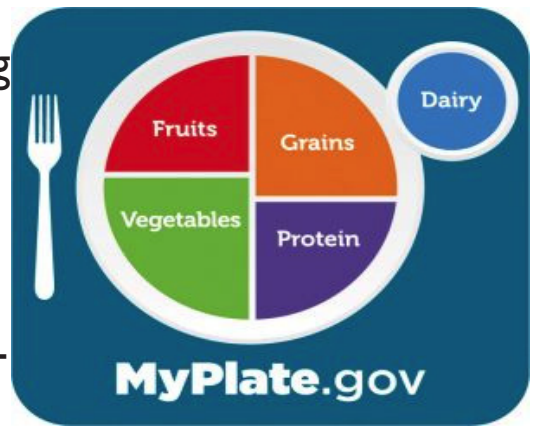 g
Dairy
Fruits
Grains
Vegetables
Protein
-
MyPlate.gov